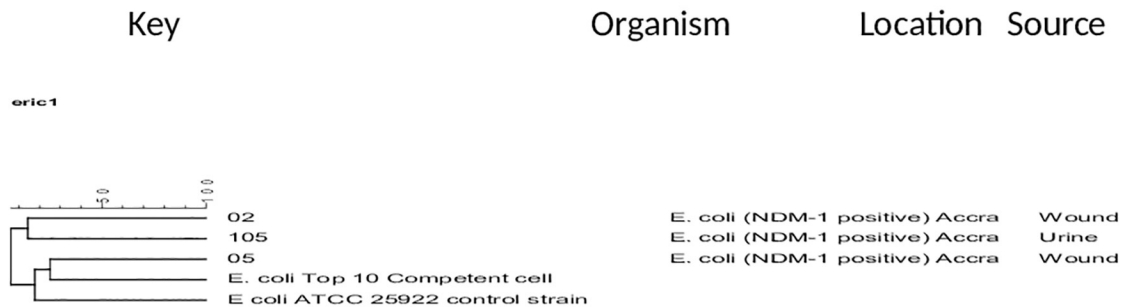 Key Organism Location Source
eric1
50 100
02 E. coli (NDM-1 positive) Accra Wound
105 E. coli (NDM-1 positive) Accra Urine
05 E. coli (NDM-1 positive) Accra Wound
E. coli Top 10 Competent cell
E coli ATCC 25922 control strain